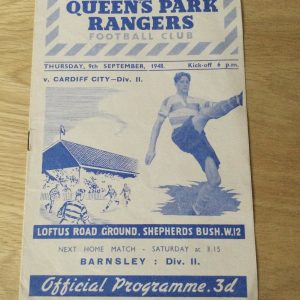 QUEEN'S PARK
RANGERS
FOOTBALL CLUB
THURSDAY, 9th SEPTEMBER, 1948. Kick-off 6 p.m.
v. CARDIFF CITY-Div. II.
LOFTUS ROAD GROUND, SHEPHERDS BUSH. W.12
NEXT HOME MATCH - SATURDAY at 3.15
BARNSLEY : Div. II.
Official Programme. 3d